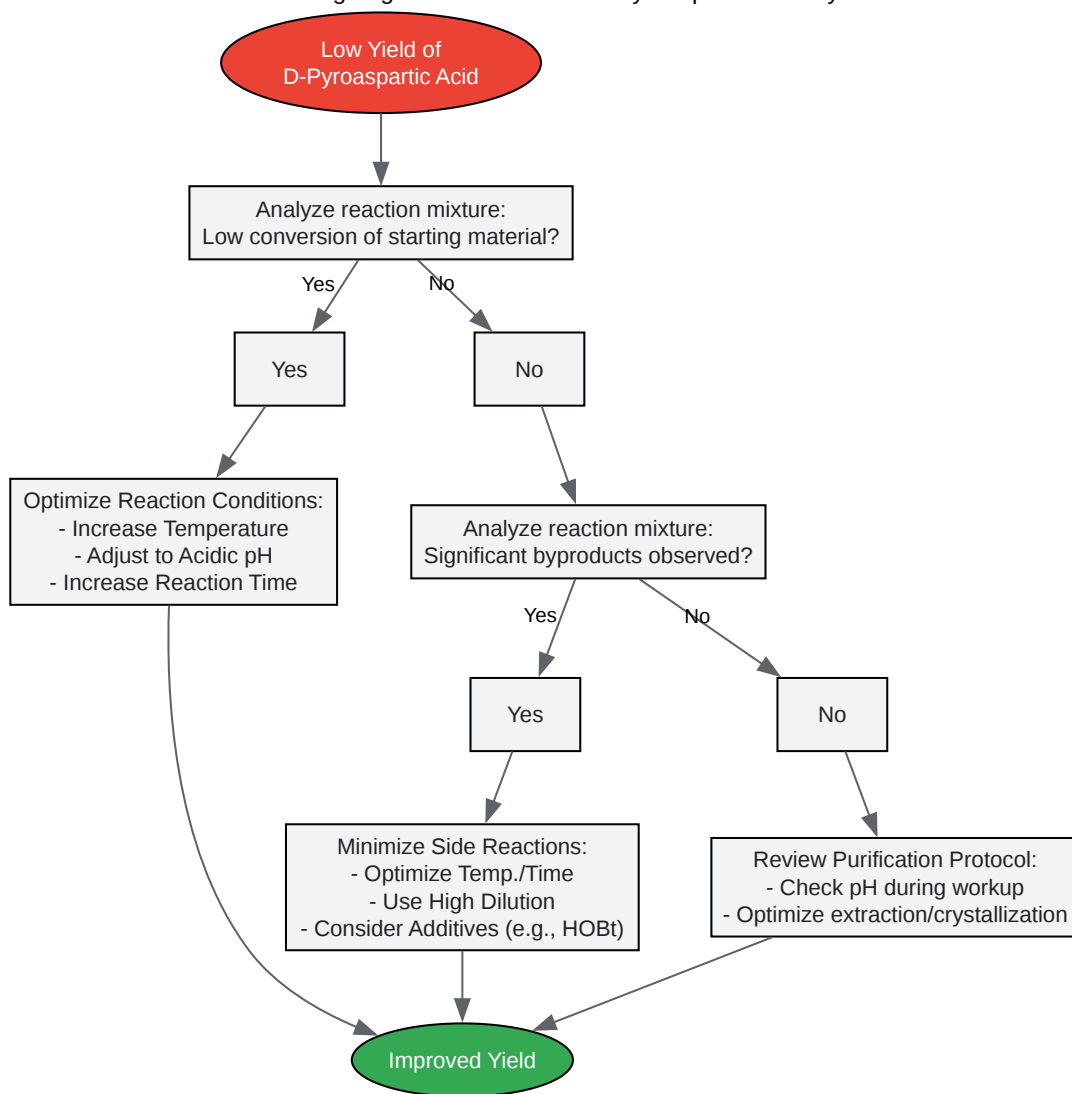 Low Yield of
D-Pyroaspartic Acid
Analyze reaction mixture:
Low conversion of starting material?
Yes
No
Yes
No
Optimize Reaction Conditions:
- Increase Temperature
- Adjust to Acidic pH
- Increase Reaction Time
Analyze reaction mixture:
Significant byproducts observed?
Yes
No
Yes
No
Minimize Side Reactions:
- Optimize Temp./Time
- Use High Dilution
- Consider Additives (e.g., HOBt)
Review Purification Protocol:
- Check pH during workup
- Optimize extraction/crystallization
Improved Yield